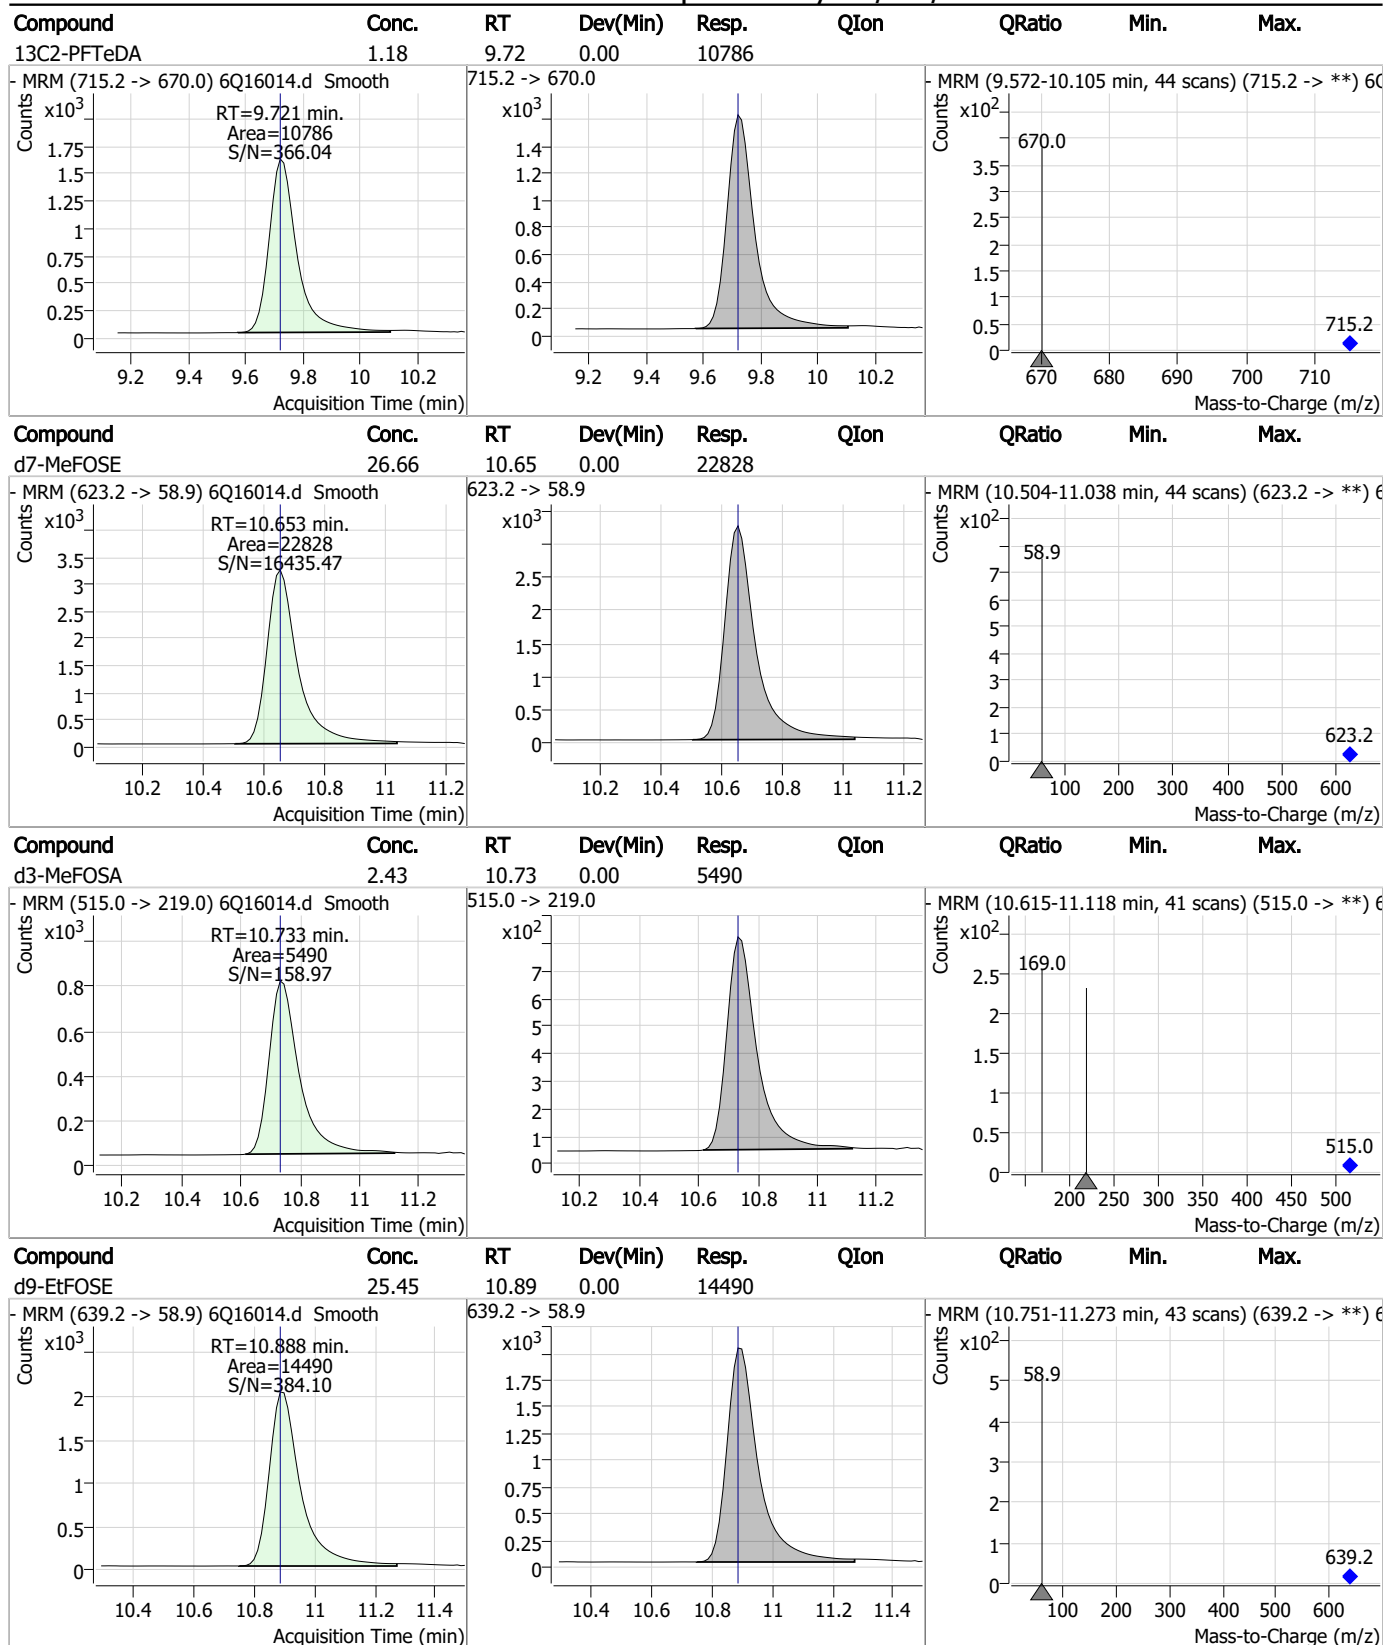 Compound Conc. RT Dev(Min) Resp. QIon QRatio Min. Max.
13C2-PFTeDA 1.18 9.72 0.00 10786
- MRM (715.2 -> 670.0) 6Q16014.d Smooth
Counts
x10³
RT=9.721 min.
Area=10786
S/N=366.04
1.75
1.5
1.25
1
0.75
0.5
0.25
0
9.2 9.4 9.6 9.8 10 10.2
Acquisition Time (min)
715.2 -> 670.0
x10³
1.4
1.2
1
0.8
0.6
0.4
0.2
0
9.2 9.4 9.6 9.8 10 10.2
- MRM (9.572-10.105 min, 44 scans) (715.2 -> **)
Counts
x10²
670.0
3.5
3
2.5
2
1.5
1
0.5
0
715.2
670 680 690 700 710
Mass-to-Charge (m/z)
Compound Conc. RT Dev(Min) Resp. QIon QRatio Min. Max.
d7-MeFOSE 26.66 10.65 0.00 22828
- MRM (623.2 -> 58.9) 6Q16014.d Smooth
Counts
x10³
RT=10.653 min.
Area=22828
S/N=16435.47
3.5
3
2.5
2
1.5
1
0.5
0
10.2 10.4 10.6 10.8 11 11.2
Acquisition Time (min)
623.2 -> 58.9
x10³
2.5
2
1.5
1
0.5
0
10.2 10.4 10.6 10.8 11 11.2
- MRM (10.504-11.038 min, 44 scans) (623.2 -> **)
Counts
x10²
58.9
7
6
5
4
3
2
1
0
623.2
100 200 300 400 500 600
Mass-to-Charge (m/z)
Compound Conc. RT Dev(Min) Resp. QIon QRatio Min. Max.
d3-MeFOSA 2.43 10.73 0.00 5490
- MRM (515.0 -> 219.0) 6Q16014.d Smooth
Counts
x10³
RT=10.733 min.
Area=5490
S/N=158.97
0.8
0.6
0.4
0.2
0
10.2 10.4 10.6 10.8 11 11.2
Acquisition Time (min)
515.0 -> 219.0
x10²
7
6
5
4
3
2
1
0
10.2 10.4 10.6 10.8 11 11.2
- MRM (10.615-11.118 min, 41 scans) (515.0 -> **)
Counts
x10²
169.0
2.5
2
1.5
1
0.5
0
515.0
200 250 300 350 400 450 500
Mass-to-Charge (m/z)
Compound Conc. RT Dev(Min) Resp. QIon QRatio Min. Max.
d9-EtFOSE 25.45 10.89 0.00 14490
- MRM (639.2 -> 58.9) 6Q16014.d Smooth
Counts
x10³
RT=10.888 min.
Area=14490
S/N=384.10
2
1.5
1
0.5
0
10.4 10.6 10.8 11 11.2 11.4
Acquisition Time (min)
639.2 -> 58.9
x10³
1.75
1.5
1.25
1
0.75
0.5
0.25
0
10.4 10.6 10.8 11 11.2 11.4
- MRM (10.751-11.273 min, 43 scans) (639.2 -> **)
Counts
x10²
58.9
5
4
3
2
1
0
639.2
100 200 300 400 500 600
Mass-to-Charge (m/z)